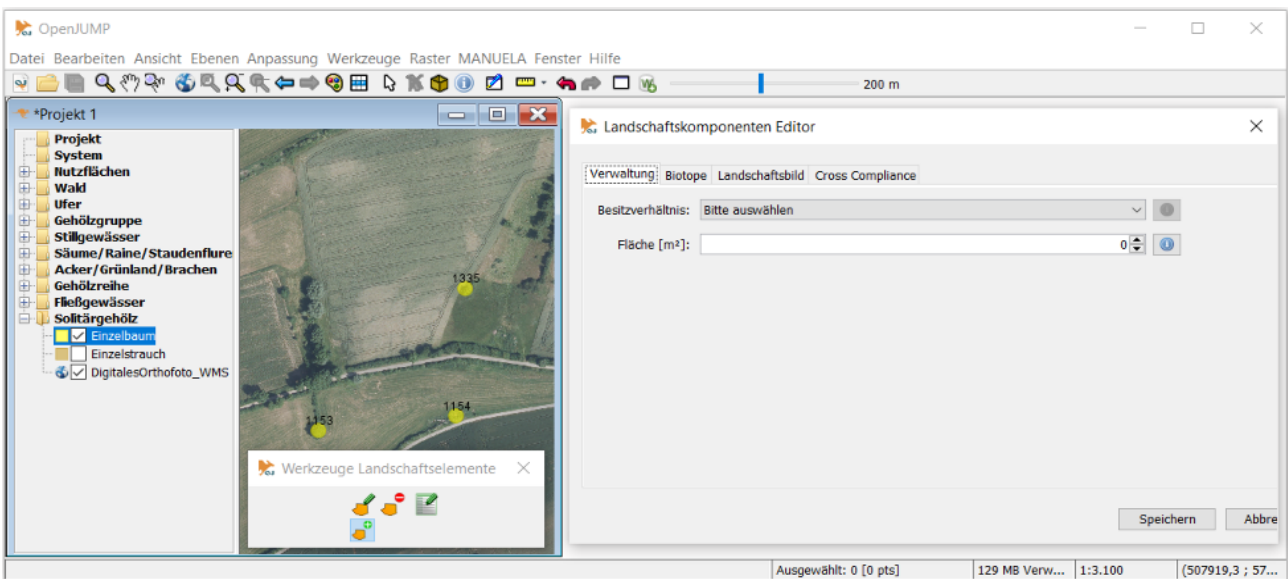 OpenJUMP
Datei Bearbeiten Ansicht Ebenen Anpassung Werkzeuge Raster MANUELA Fenster Hilfe
200 m
*Projekt 1
Projekt
System
Nutzflächen
Wald
Ufer
Gehölzgruppe
Stillgewässer
Säume/Raine/Staudenflure
Acker/Grünland/Brachen
Gehölzreihe
Fließgewässer
Solitärgehölz
Einzelbaum
Einzelstrauch
DigitalesOrthofoto_WMS
1335
1154
1153
Werkzeuge Landschaftselemente
Landschaftskomponenten Editor
Verwaltung Biotope Landschaftsbild Cross Compliance
Besitzverhältnis: Bitte auswählen
Fläche [m²]: 0
Speichern Abbre
Ausgewählt: 0 [0 pts] 129 MB Verw... 1:3.100 (507919,3 ; 57...